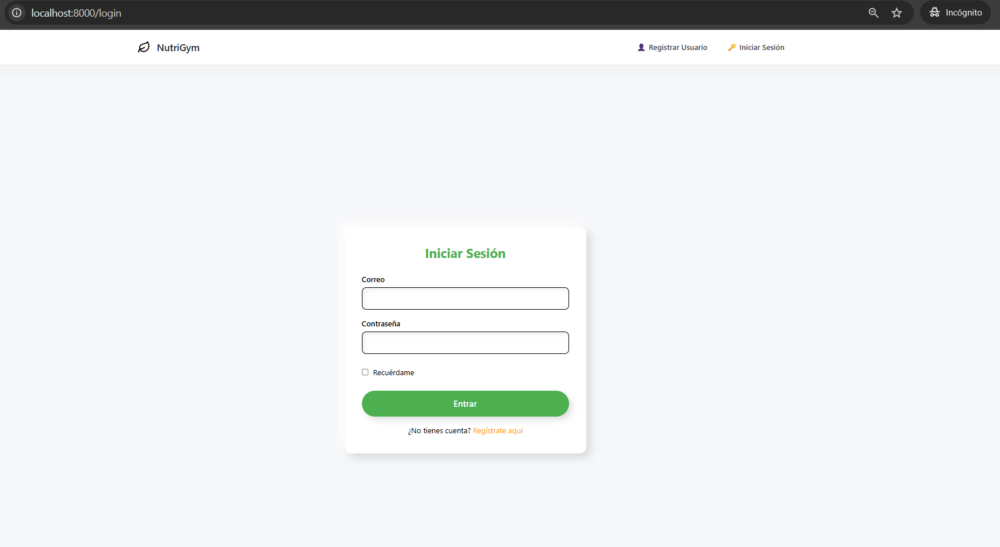 localhost:8000/login
Incógnito
NutriGym
Registrar Usuario
Iniciar Sesión
Iniciar Sesión
Correo
Contraseña
Recuérdame
Entrar
¿No tienes cuenta? Regístrate aquí